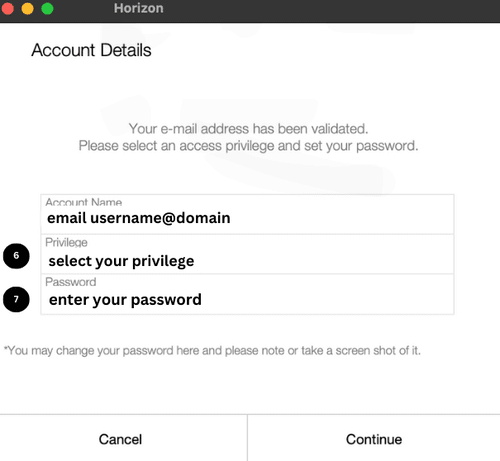 Horizon
Account Details
Your e-mail address has been validated.
Please select an access privilege and set your password.
Account Name
email username@domain
6
Privilege
select your privilege
7
Password
enter your password
*You may change your password here and please note or take a screen shot of it.
Cancel
Continue